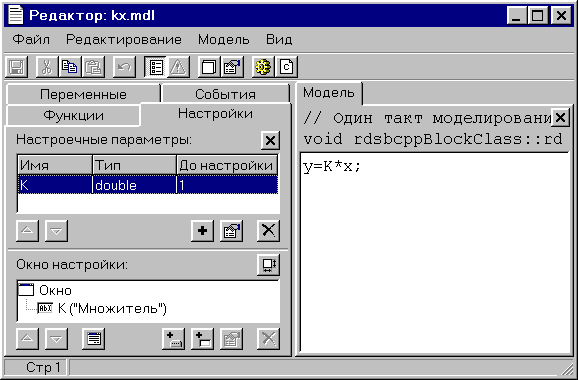 Редактор: kx.mdl
Файл Редактирование Модель Вид
Переменные События
Функции Настройки
Настроечные параметры:
Имя Тип До настройки
K double 1
Окно настройки:
Окно
K ("Множитель")
Модель
// Один такт моделировани
void rdsbcppBlockClass::rd
y=K*x;
Стр 1